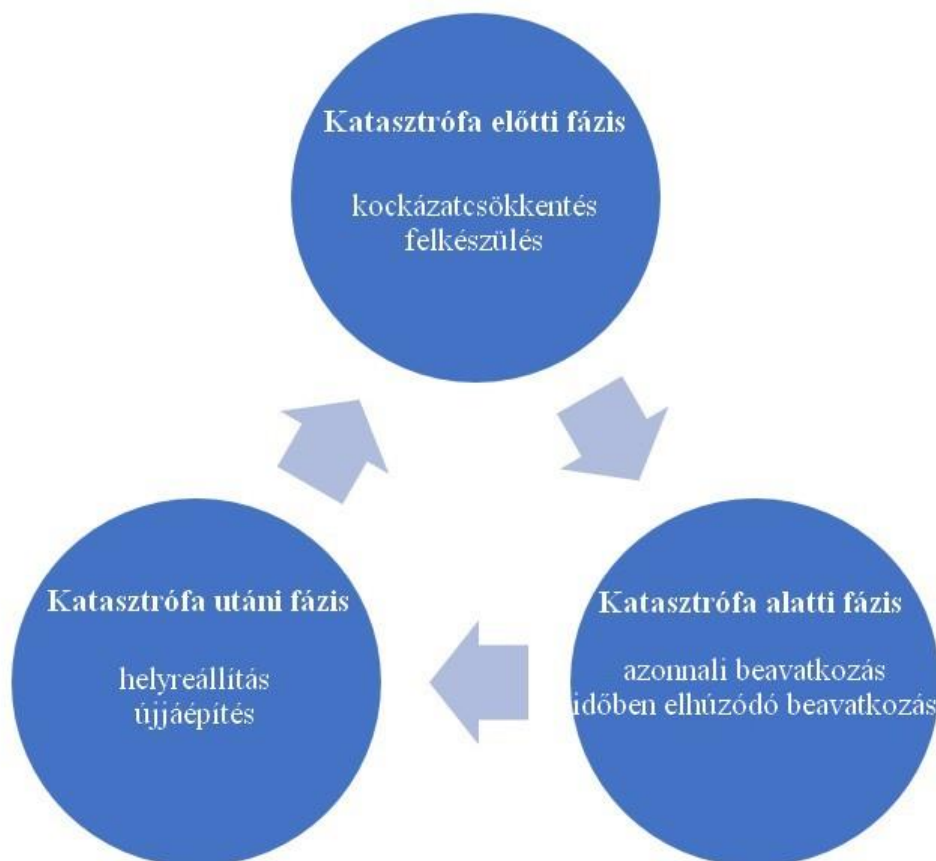 Katasztrófa előtti fázis
kockázatcsökkentés
felkészülés
Katasztrófa utáni fázis
helyreállítás
újjáépítés
Katasztrófa alatti fázis
azonnali beavatkozás
időben elhúzódó beavatkozás